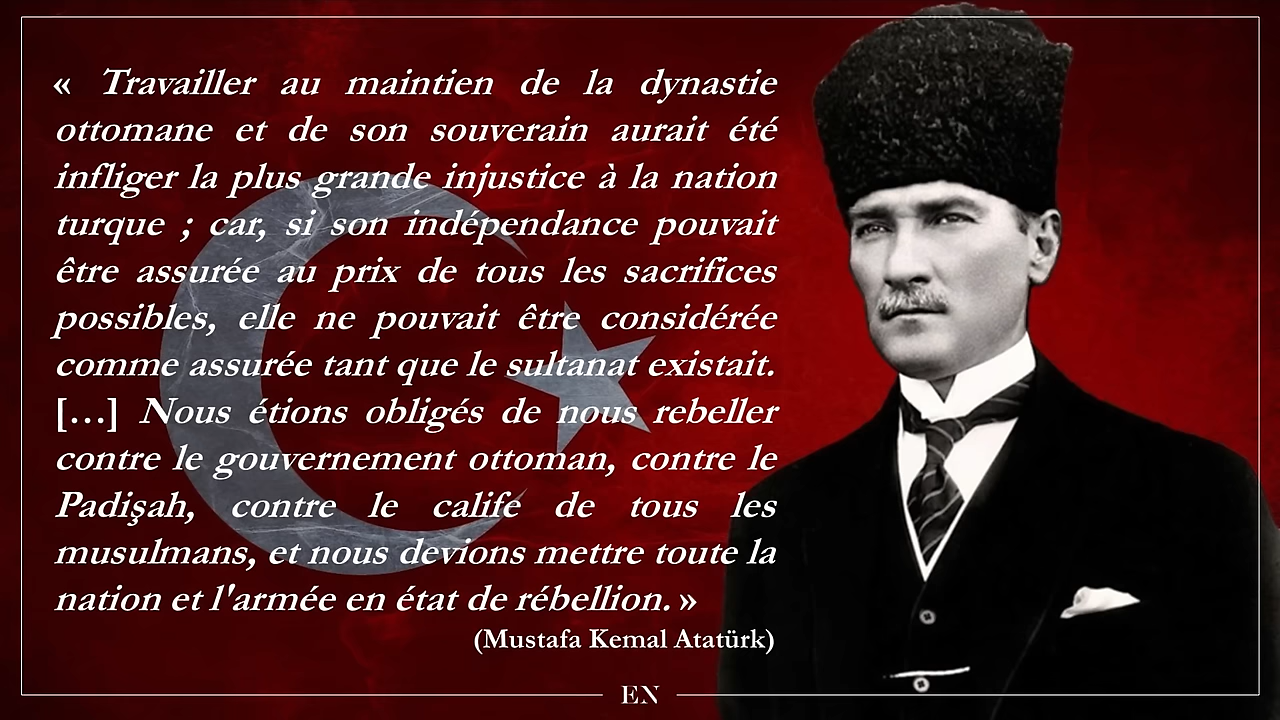 « Travailler au maintien de la dynastie
ottomane et de son souverain aurait été
infliger la plus grande injustice à la nation
turque ; car, si son indépendance pouvait
être assurée au prix de tous les sacrifices
possibles, elle ne pouvait être considérée
comme assurée tant que le sultanat existait.
[…] Nous étions obligés de nous rebeller
contre le gouvernement ottoman, contre le
Padişah, contre le calife de tous les
musulmans, et nous devions mettre toute la
nation et l'armée en état de rébellion. »
(Mustafa Kemal Atatürk)
EN